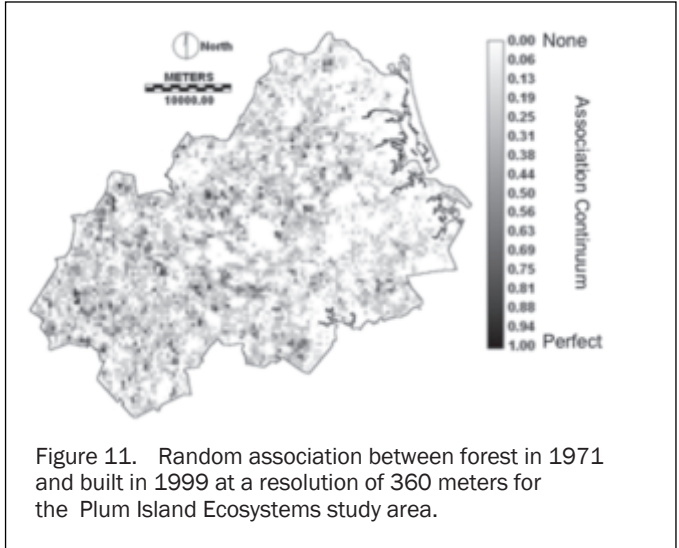 North
METERS
10000.00
0.00 None
0.06
0.13
0.19
0.25
0.31
0.38
0.44
0.50
0.56
0.63
0.69
0.75
0.81
0.88
0.94
1.00 Perfect
Association Continuum
Figure 11. Random association between forest in 1971
and built in 1999 at a resolution of 360 meters for
the Plum Island Ecosystems study area.